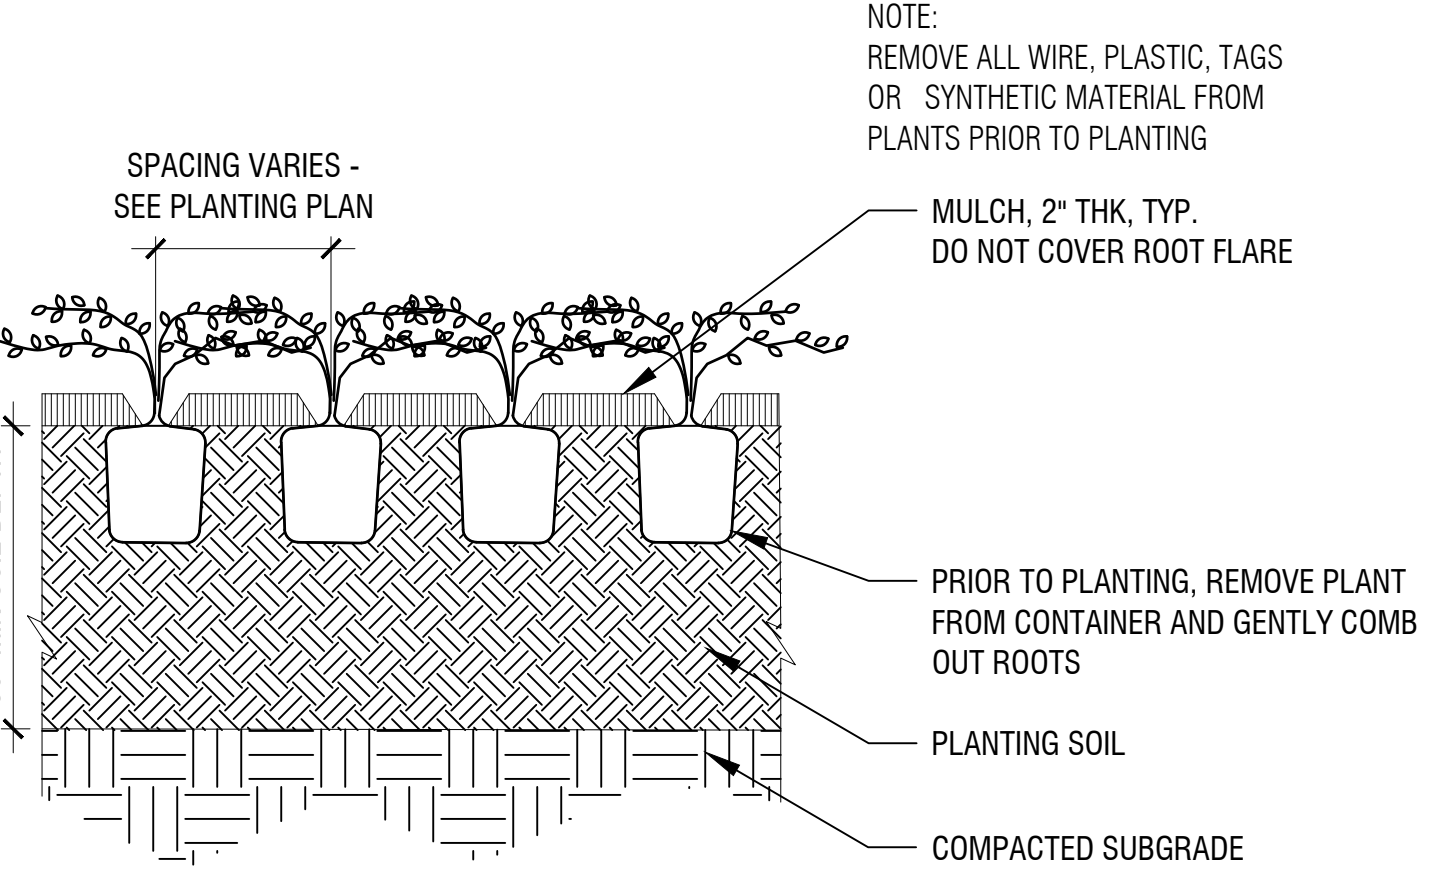 NOTE:
REMOVE ALL WIRE, PLASTIC, TAGS
OR SYNTHETIC MATERIAL FROM
PLANTS PRIOR TO PLANTING
SPACING VARIES -
SEE PLANTING PLAN
MULCH, 2" THK, TYP.
DO NOT COVER ROOT FLARE
PRIOR TO PLANTING, REMOVE PLANT
FROM CONTAINER AND GENTLY COMB
OUT ROOTS
PLANTING SOIL
COMPACTED SUBGRADE